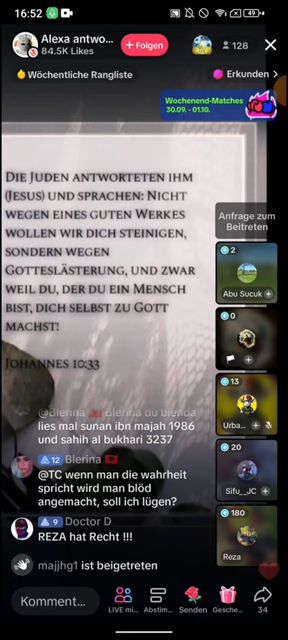 16:52
49
Alexa antwo...
84.5K Likes
+ Folgen
128
Wöchentliche Rangliste
Erkunden >
Wochenend-Matches
30.09. - 01.10.
DIE JUDEN ANTWORTETEN IHM
(JESUS) UND SPRACHEN: NICHT
WEGEN EINES GUTEN WERKES
WOLLEN WIR DICH STEINIGEN,
SONDERN WEGEN
GOTTESLÄSTERUNG, UND ZWAR
WEIL DU, DER DU EIN MENSCH
BIST, DICH SELBST ZU GOTT
MACHST!
JOHANNES 10:33
Anfrage zum
Beitreten
2
Abu Sucuk
0
13
Urba...
20
Sifu_JC
180
Reza
@Blerina 🇦🇱 Blerina du blenda
lies mal sunan ibn majah 1986
und sahih al bukhari 3237
12 Blerina 🇦🇱
@TC wenn man die wahrheit
spricht wird man blöd
angemacht, soll ich lügen?
9 Doctor D
REZA hat Recht !!!
majjhg1 ist beigetreten
Komment...
LIVE mi...
Abstim...
Senden
Gesche...
34